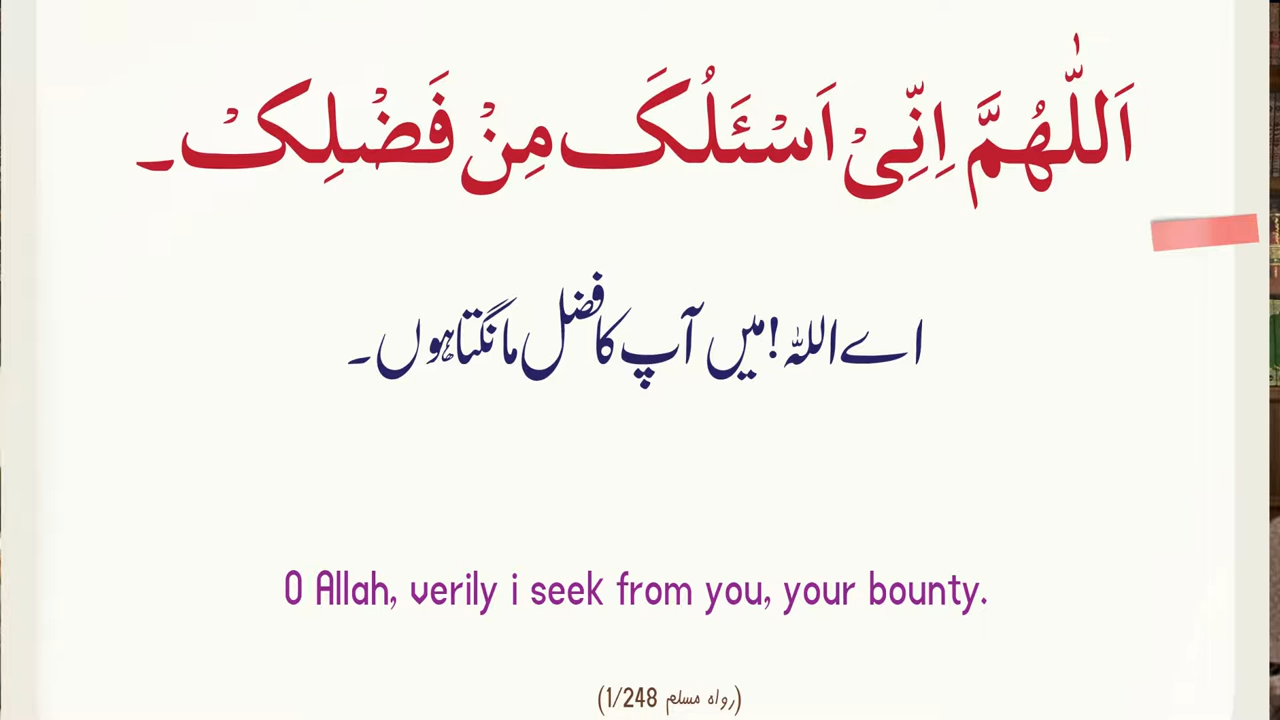 اَللّٰهُمَّ اِنِّیْ اَسْئَلُکَ مِنْ فَضْلِکْ۔
اے اللہ! میں آپ کا فضل مانگتا ہوں۔
O Allah, verily i seek from you, your bounty.
(رواہ مسلم 1/248)